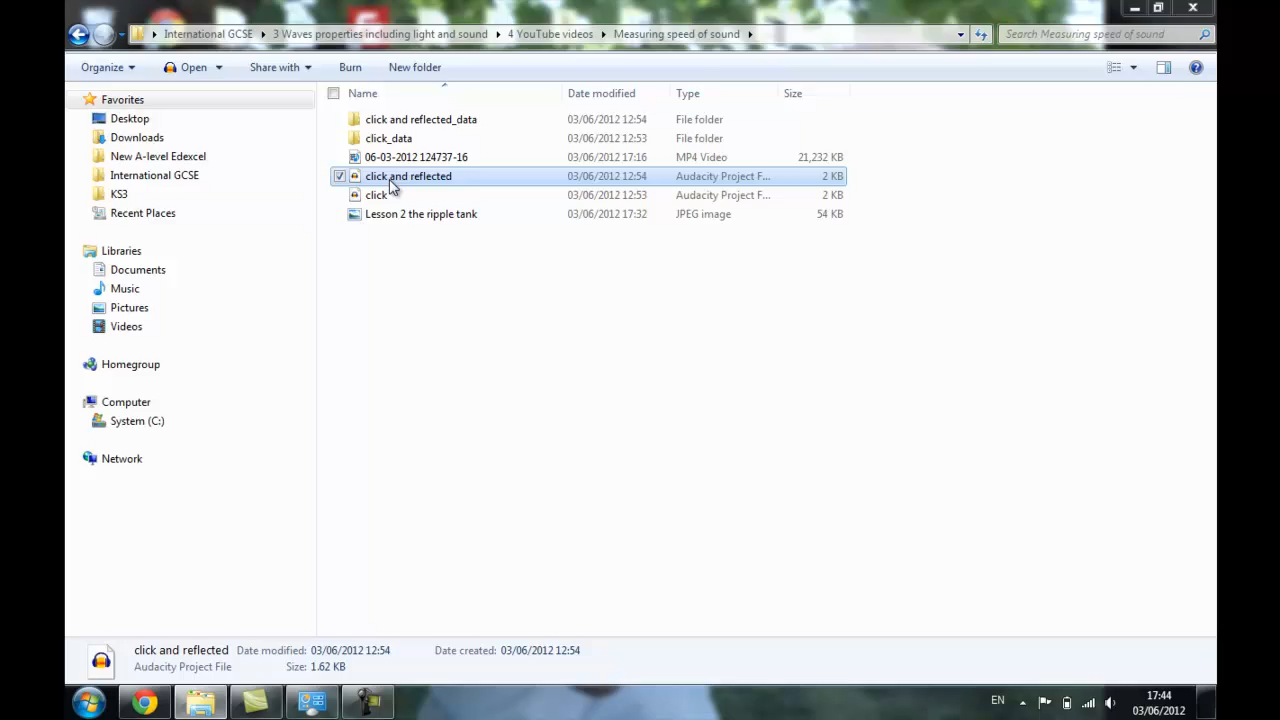 International GCSE ▸ 3 Waves properties including light and sound ▸ 4 YouTube videos ▸ Measuring speed of sound ▸
Search Measuring speed of sound
Organize Open Share with Burn New folder
Favorites
Desktop
Downloads
New A-level Edexcel
International GCSE
KS3
Recent Places
Libraries
Documents
Music
Pictures
Videos
Homegroup
Computer
System (C:)
Network
Name Date modified Type Size
click and reflected_data 03/06/2012 12:54 File folder
click_data 03/06/2012 12:53 File folder
06-03-2012 124737-16 03/06/2012 17:16 MP4 Video 21,232 KB
click and reflected 03/06/2012 12:54 Audacity Project F... 2 KB
click 03/06/2012 12:53 Audacity Project F... 2 KB
Lesson 2 the ripple tank 03/06/2012 17:32 JPEG image 54 KB
click and reflected Date modified: 03/06/2012 12:54 Date created: 03/06/2012 12:54
Audacity Project File Size: 1.62 KB
EN
17:44
03/06/2012